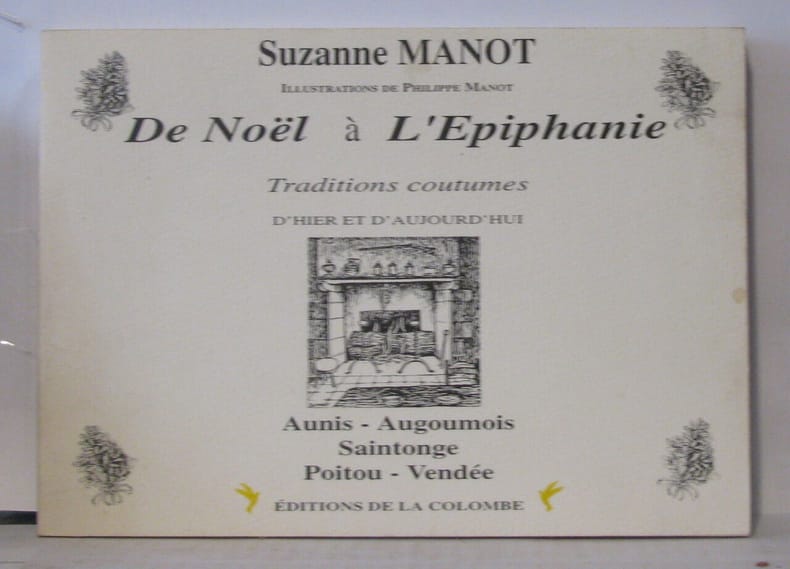 Suzanne MANOT
ILLUSTRATIONS DE PHILIPPE MANOT
De Noël à L'Epiphanie
Traditions coutumes
D'HIER ET D'AUJOURD'HUI
Aunis - Augoumois
Saintonge
Poitou - Vendée
ÉDITIONS DE LA COLOMBE